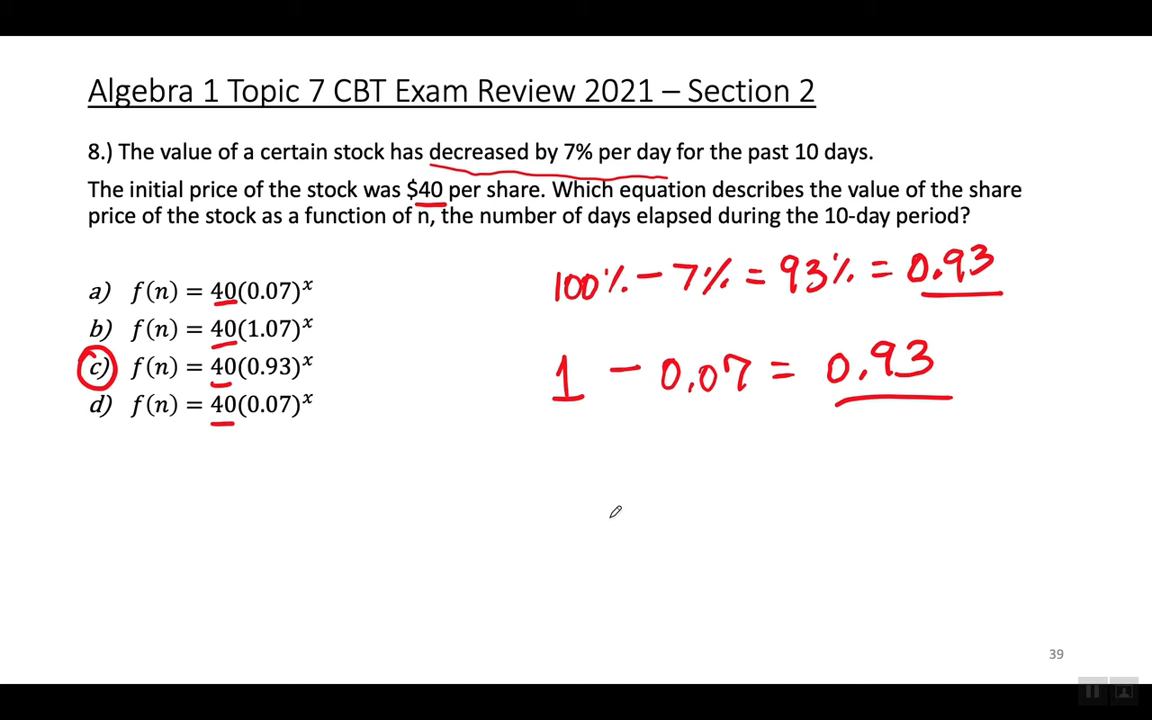 Algebra 1 Topic 7 CBT Exam Review 2021 – Section 2
8.) The value of a certain stock has decreased by 7% per day for the past 10 days.
The initial price of the stock was $40 per share. Which equation describes the value of the share
price of the stock as a function of n, the number of days elapsed during the 10-day period?
100% − 7% = 93% = 0.93
a) f(n) = 40(0.07)ˣ
b) f(n) = 40(1.07)ˣ
c) f(n) = 40(0.93)ˣ
1 − 0.07 = 0.93
d) f(n) = 40(0.07)ˣ
39